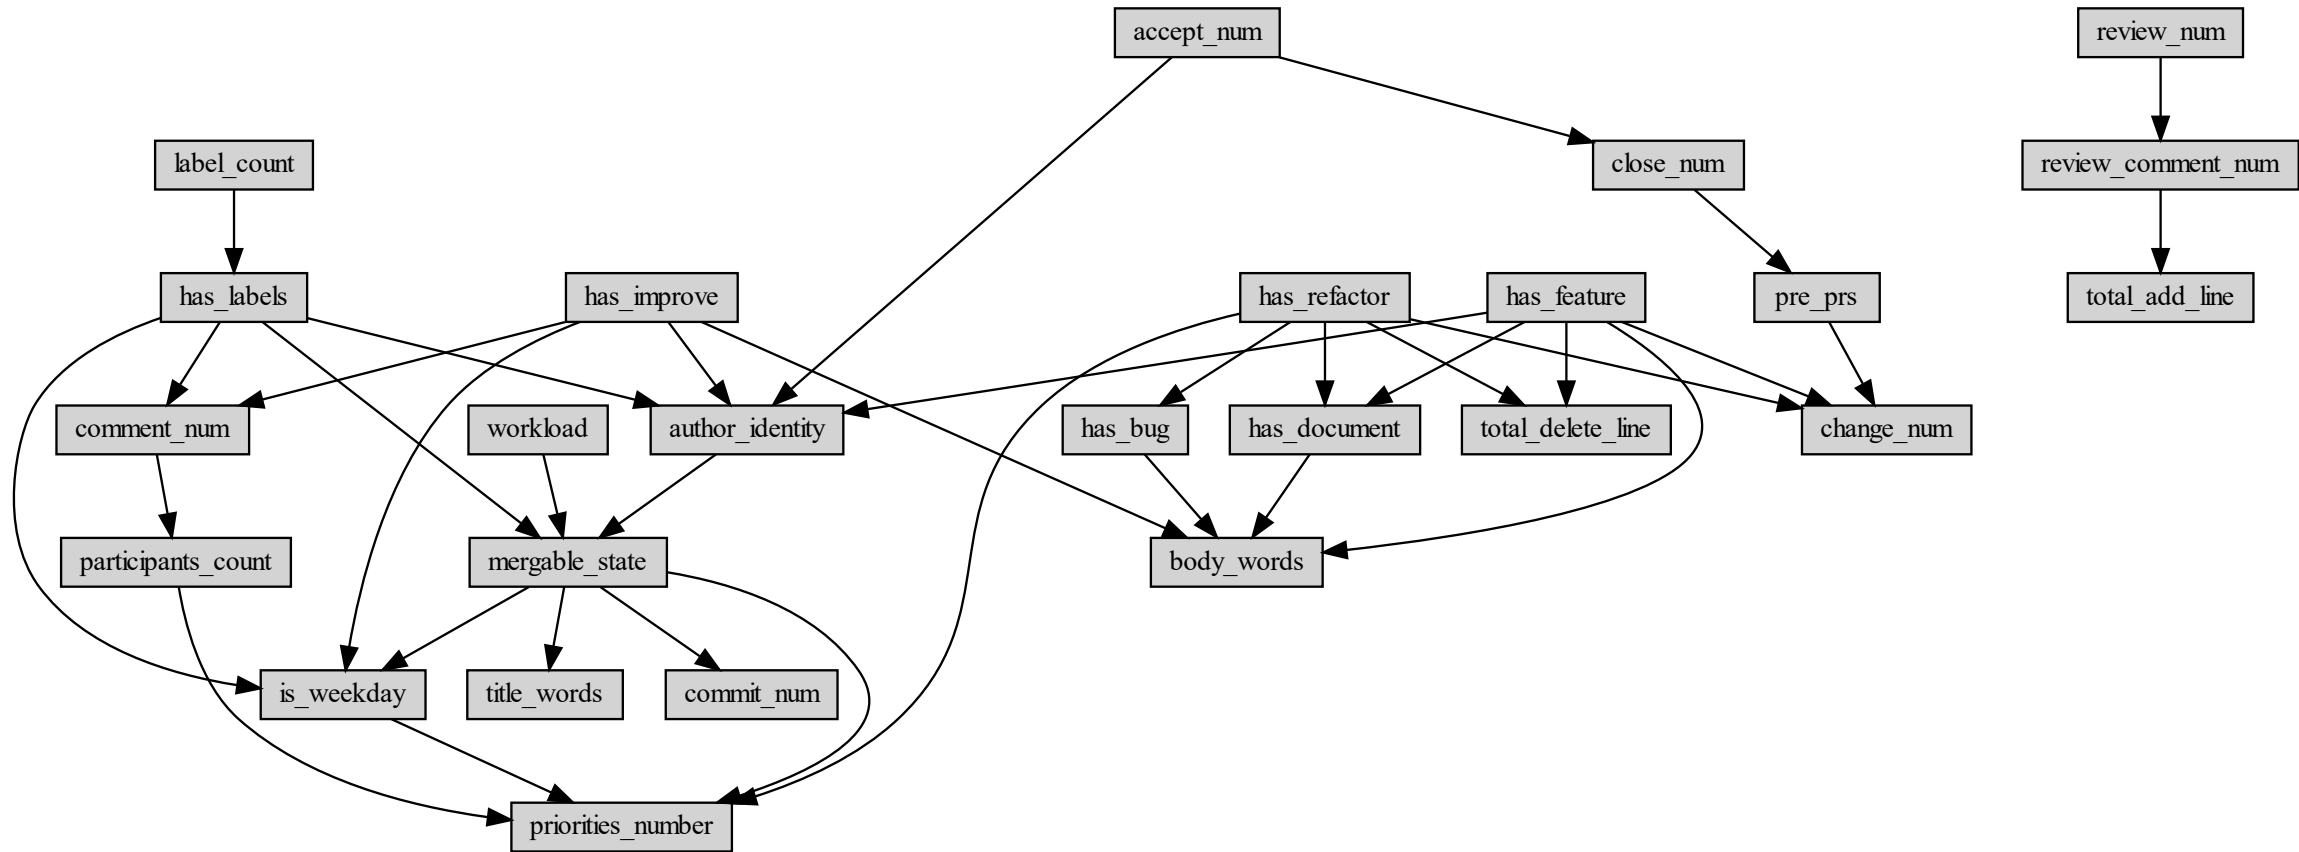 accept_num
review_num
label_count
close_num
review_comment_num
has_labels
has_improve
has_refactor
has_feature
pre_prs
total_add_line
comment_num
workload
author_identity
has_bug
has_document
total_delete_line
change_num
participants_count
mergable_state
body_words
is_weekday
title_words
commit_num
priorities_number